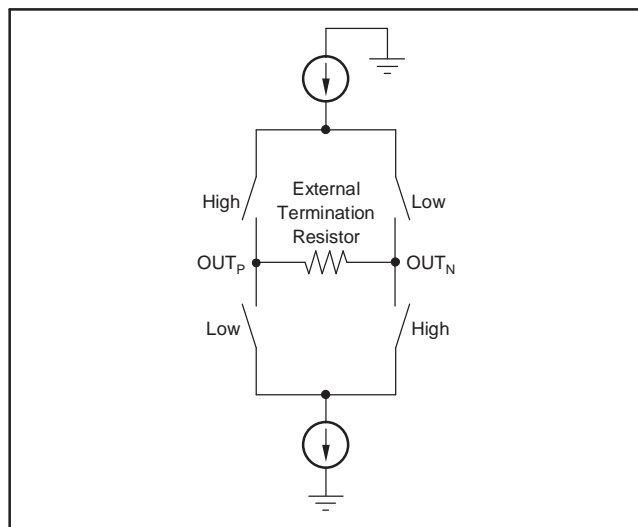 External
Termination
Resistor
High
Low
OUTP
OUTN
Low
High